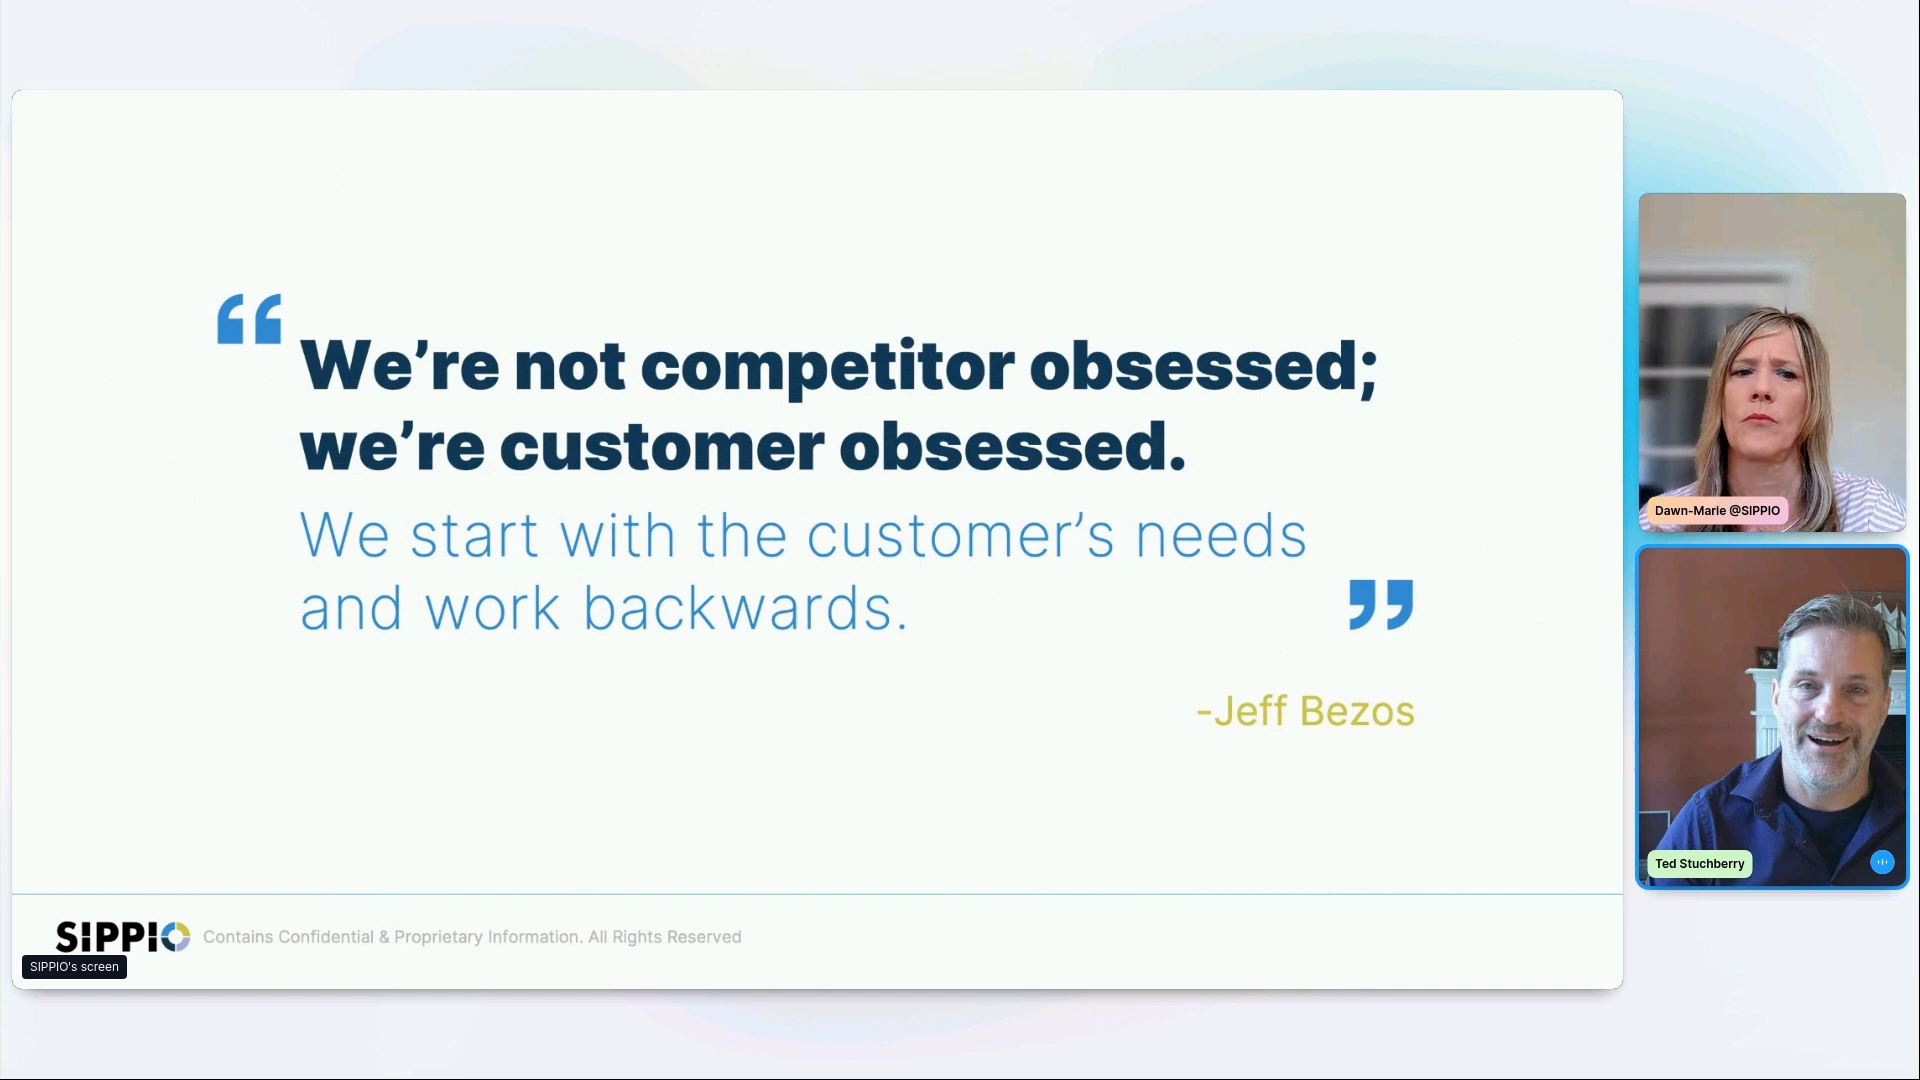 “
We’re not competitor obsessed;
we’re customer obsessed.
We start with the customer’s needs
and work backwards.
”
-Jeff Bezos
SIPPIO Contains Confidential & Proprietary Information. All Rights Reserved
SIPPIO's screen
Dawn-Marie @SIPPIO
Ted Stuchberry